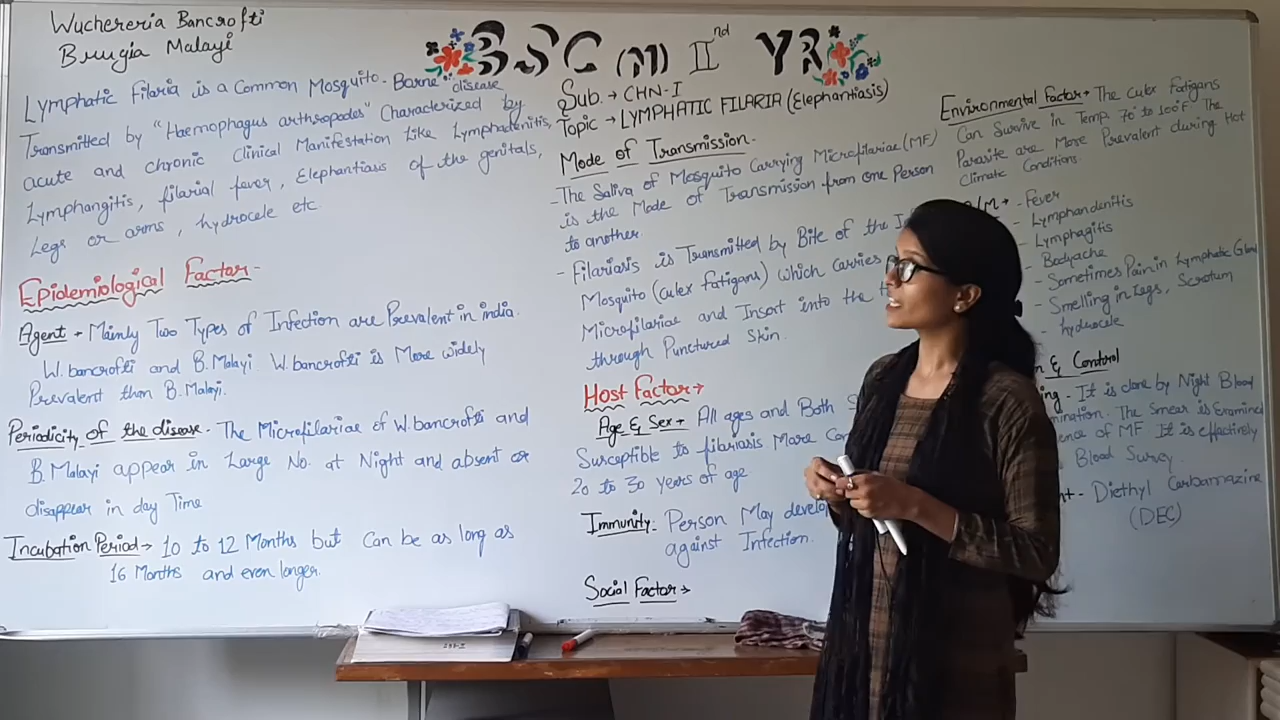 Wuchereria Bancrofti
Brugia Malayi
BSC (N) II nd YR
Lymphatic Filaria is a Common Mosquito-Barne disease
Transmitted by "Haemophagus arthropodes" Characterized by
acute and chronic Clinical Manifestation Like Lymphadenitis,
Lymphangitis, filarial fever, Elephantiasis of the genitals,
Legs or arms, hydrocele etc
Epidemiological Factor-
Agent → Mainly Two Types of Infection are Prevalent in india.
W.bancrofti and B.Malayi W.bancrofti is More widely
Prevalent than B.Malayi.
Periodicity of the disease. The Microfilariae of W.bancrofti and
B.Malayi appear in Large No. at Night and absent or
disappear in day Time
Incubation Period → 10 to 12 Months but Can be as long as
16 Months and even longer.
Sub. → CHN-I
Topic → LYMPHATIC FILARIA (Elephantiasis)
Mode of Transmission.
- The Saliva of Mosquito Carrying Microfilariae (MF)
is the Mode of Transmission from one Person
to another
- Filariasis is Transmitted by Bite of the
Mosquito (Culex fatigans) which carries
Microfilariae and Insort into the
through Punctured Skin.
Host Factor →
Age & Sex → All ages and Both
Susceptible to filariasis More
20 to 30 years of age
Immunity: Person May develop
against Infection.
Social Factor →
Environmental Factor → The culex Fatigans
Can Survive in Temp. 70 to 100°F. The
Parasite are More Prevalent during Hot
Climatic Conditions.
- Fever
- Lymphandenitis
- Lymphagitis
- Bodyache
- Sometimes Pain in Lymphatic Gland
- Smelling in legs, Scrotum
- hydrocele
& Control
It is done by Night Blood
The Smear is Examined
of MF It is effectively
Blood Survey.
- Diethyl Carbamazine
(DEC)